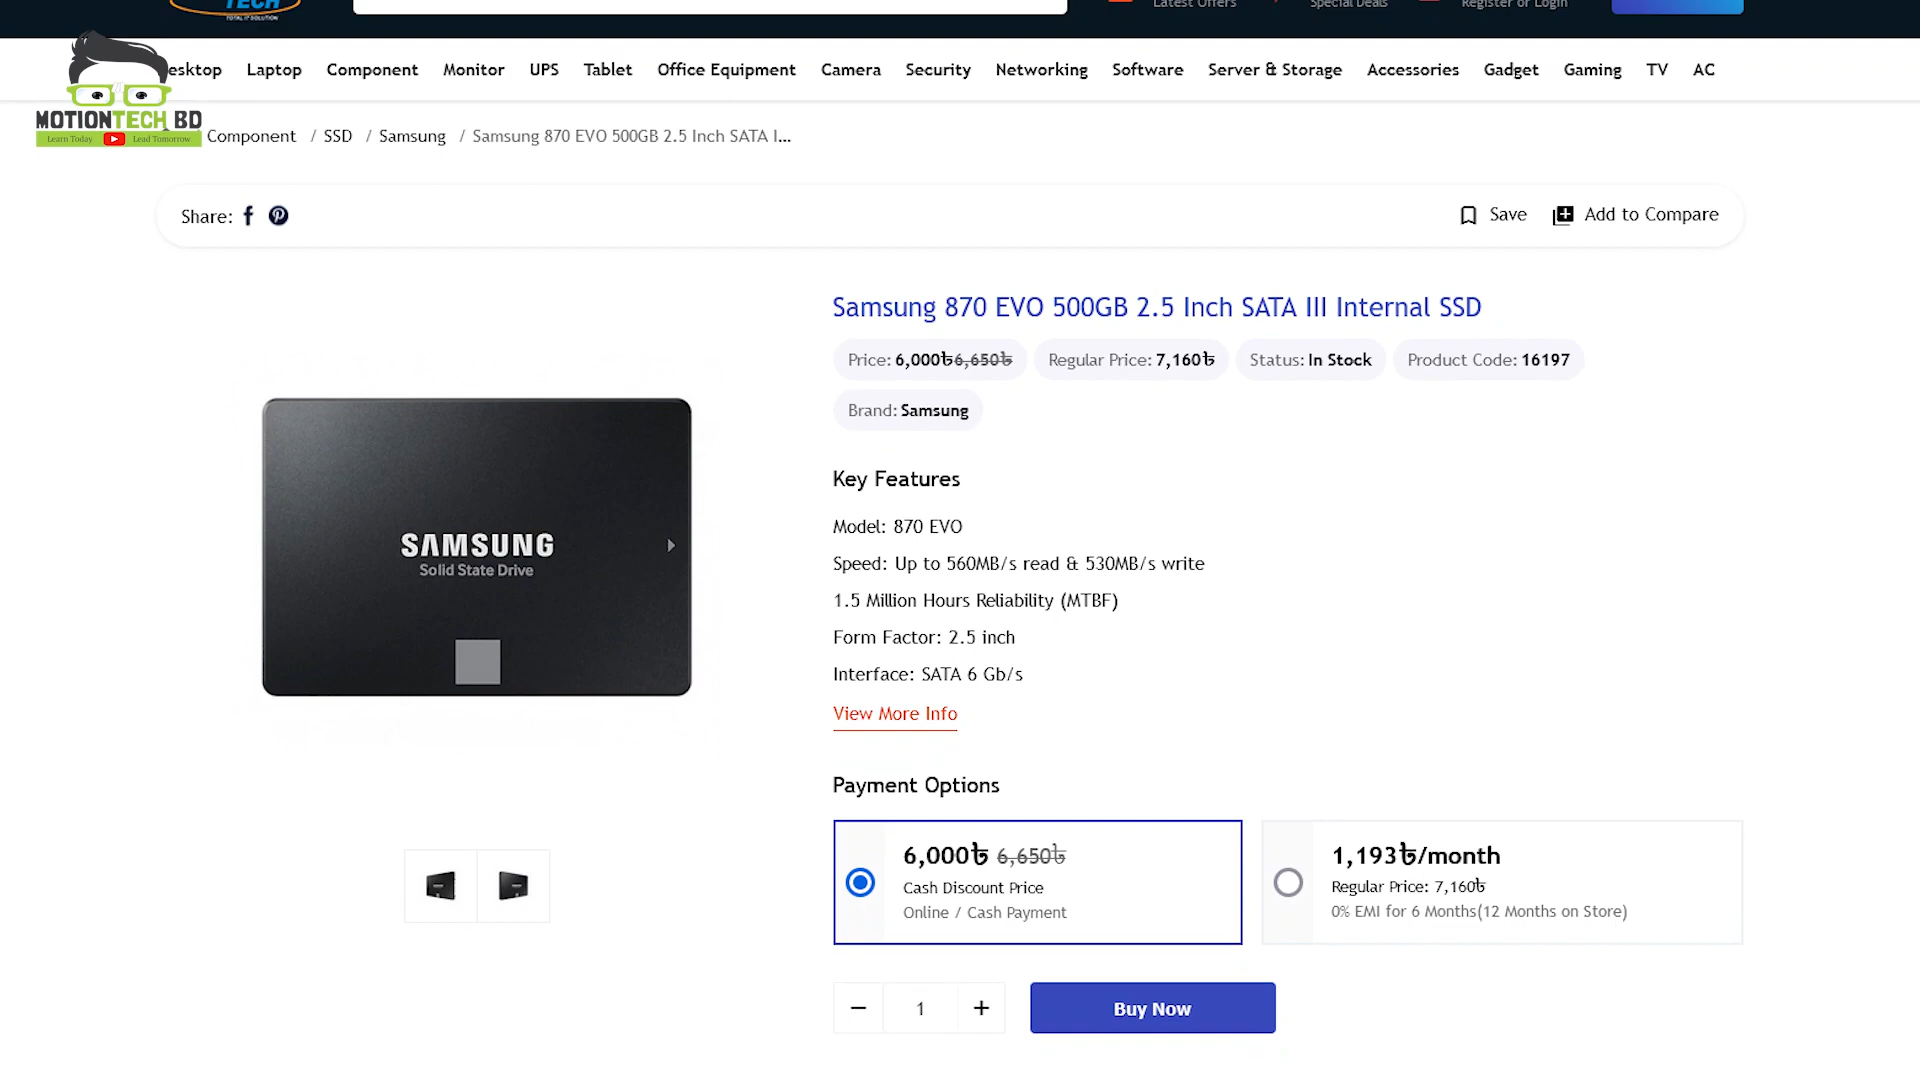 TECH
TOTAL IT SOLUTION
Latest Offers
Special Deals
Register or Login
esktop Laptop Component Monitor UPS Tablet Office Equipment Camera Security Networking Software Server & Storage Accessories Gadget Gaming TV AC
MOTIONTECH BD
Learn Today Lead Tomorrow
Component / SSD / Samsung / Samsung 870 EVO 500GB 2.5 Inch SATA I...
Share:
Save
Add to Compare
Samsung 870 EVO 500GB 2.5 Inch SATA III Internal SSD
Price: 6,000৳6,650৳ Regular Price: 7,160৳ Status: In Stock Product Code: 16197
Brand: Samsung
SAMSUNG
Solid State Drive
Key Features
Model: 870 EVO
Speed: Up to 560MB/s read & 530MB/s write
1.5 Million Hours Reliability (MTBF)
Form Factor: 2.5 inch
Interface: SATA 6 Gb/s
View More Info
Payment Options
6,000৳ 6,650৳
Cash Discount Price
Online / Cash Payment
1,193৳/month
Regular Price: 7,160৳
0% EMI for 6 Months(12 Months on Store)
− 1 +
Buy Now